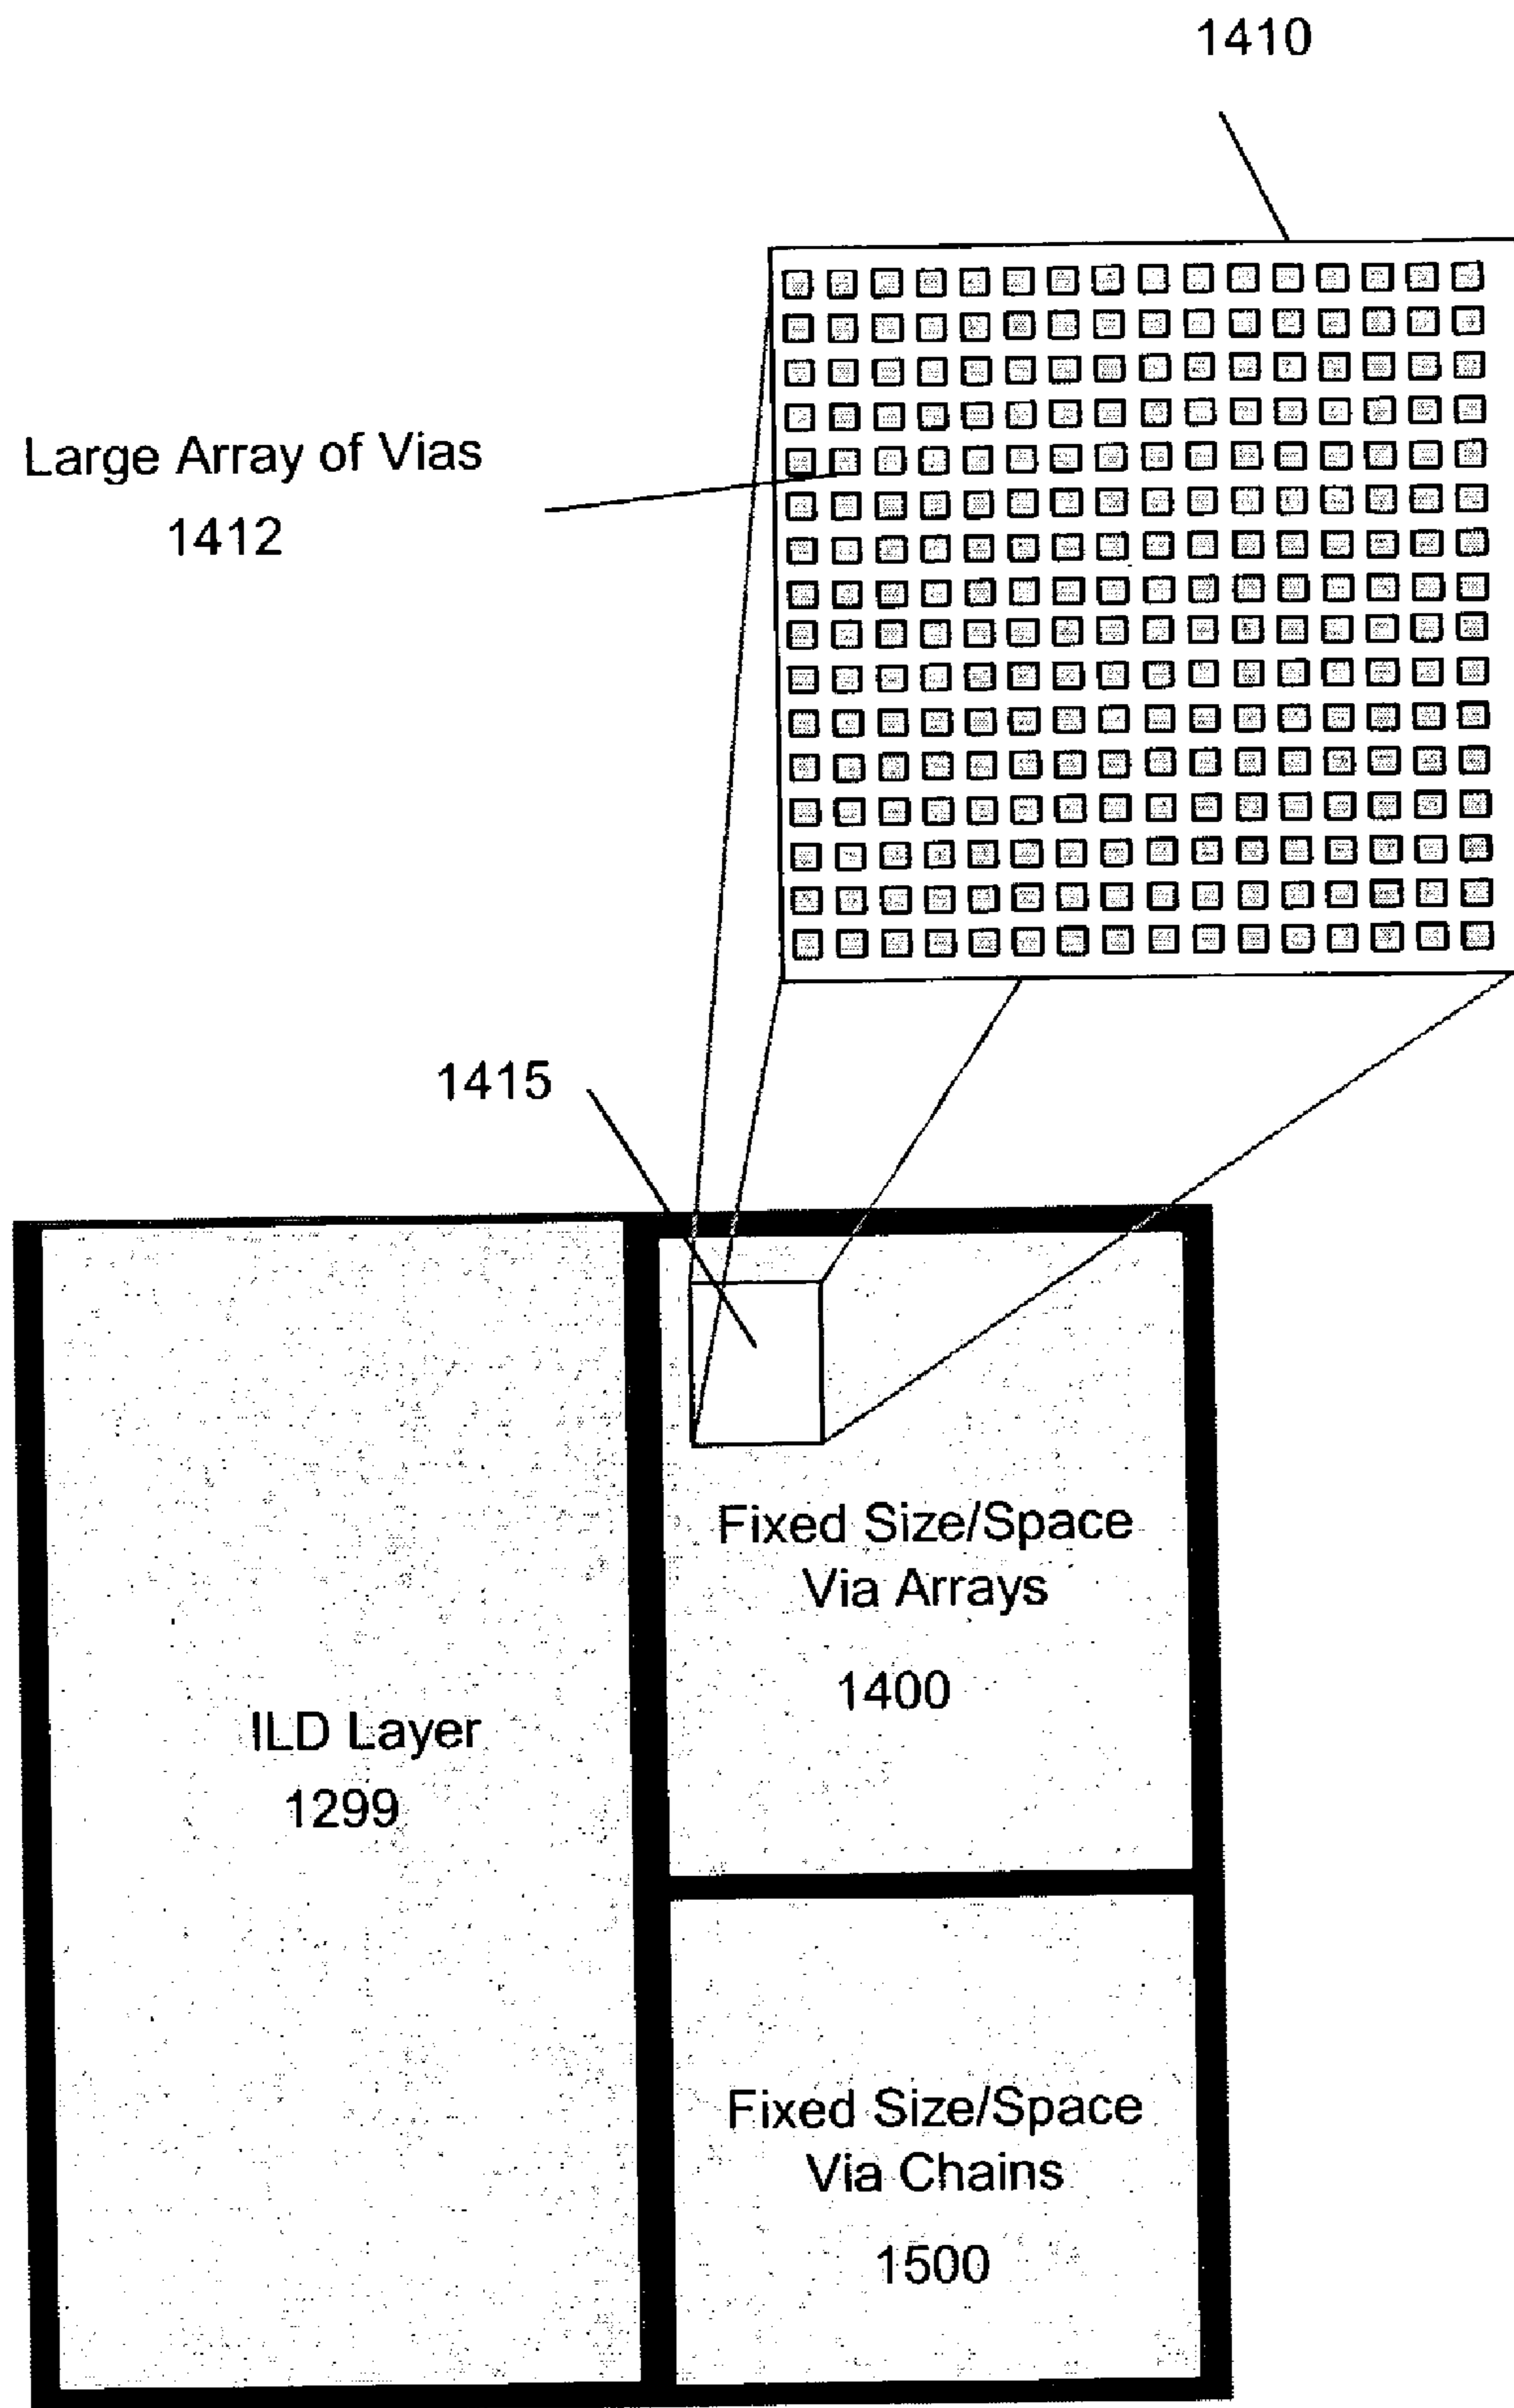 1410
Large Array of Vias
1412
1415
Fixed Size/Space
Via Arrays
1400
ILD Layer
1299
Fixed Size/Space
Via Chains
1500